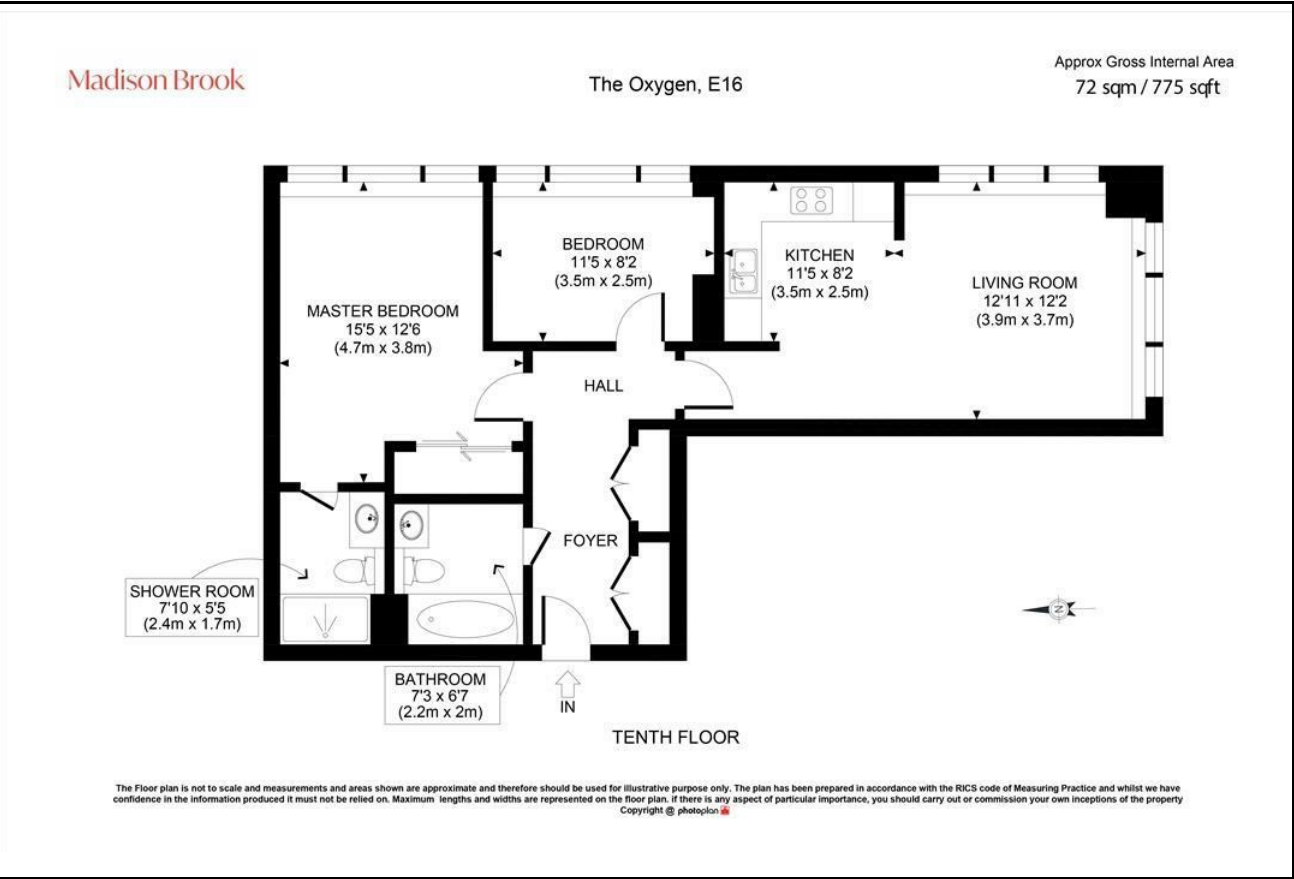 Madison Brook
The Oxygen, E16
Approx Gross Internal Area
72 sqm / 775 sqft
BEDROOM
11'5 x 8'2
(3.5m x 2.5m)
KITCHEN
11'5 x 8'2
(3.5m x 2.5m)
LIVING ROOM
12'11 x 12'2
(3.9m x 3.7m)
MASTER BEDROOM
15'5 x 12'6
(4.7m x 3.8m)
HALL
FOYER
SHOWER ROOM
7'10 x 5'5
(2.4m x 1.7m)
N
BATHROOM
7'3 x 6'7
(2.2m x 2m)
IN
TENTH FLOOR
The Floor plan is not to scale and measurements and areas shown are approximate and therefore should be used for illustrative purpose only. The plan has been prepared in accordance with the RICS code of Measuring Practice and whilst we have
confidence in the information produced it must not be relied on. Maximum lengths and widths are represented on the floor plan. if there is any aspect of particular importance, you should carry out or commission your own inceptions of the property
Copyright @ photoplan